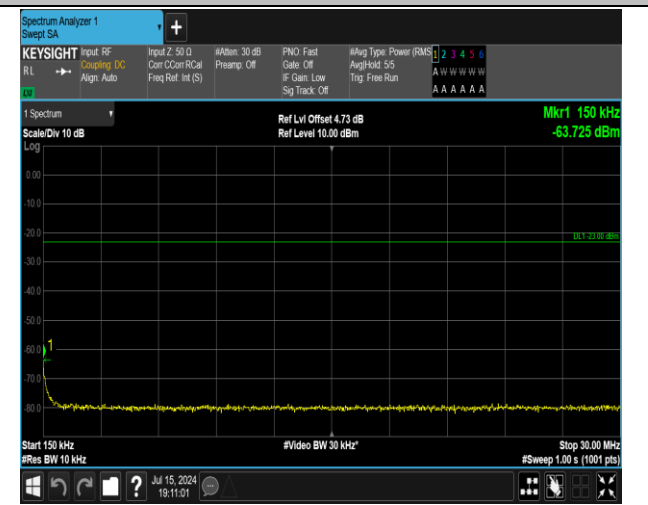 Spectrum Analyzer 1
Swept SA
KEYSIGHT
RL
Input: RF
Coupling: DC
Align: Auto
Input Z: 50 Ω
Corr CCorr RCal
Freq Ref: Int (S)
#Atten: 30 dB
Preamp: Off
PNO: Fast
Gate: Off
IF Gain: Low
Sig Track: Off
#Avg Type: Power (RMS
Avg|Hold: 5/5
Trig: Free Run
1 2 3 4 5 6
A W W W W W
A A A A A A
1 Spectrum
Scale/Div 10 dB
Ref Lvl Offset 4.73 dB
Ref Level 10.00 dBm
Mkr1 150 kHz
-63.725 dBm
Log
0.00
-10.0
-20.0
DL1 -23.00 dBm
-30.0
-40.0
-50.0
1
-60.0
-70.0
-80.0
Start 150 kHz
#Video BW 30 kHz*
Stop 30.00 MHz
#Res BW 10 kHz
#Sweep 1.00 s (1001 pts)
?
Jul 15, 2024
19:11:01